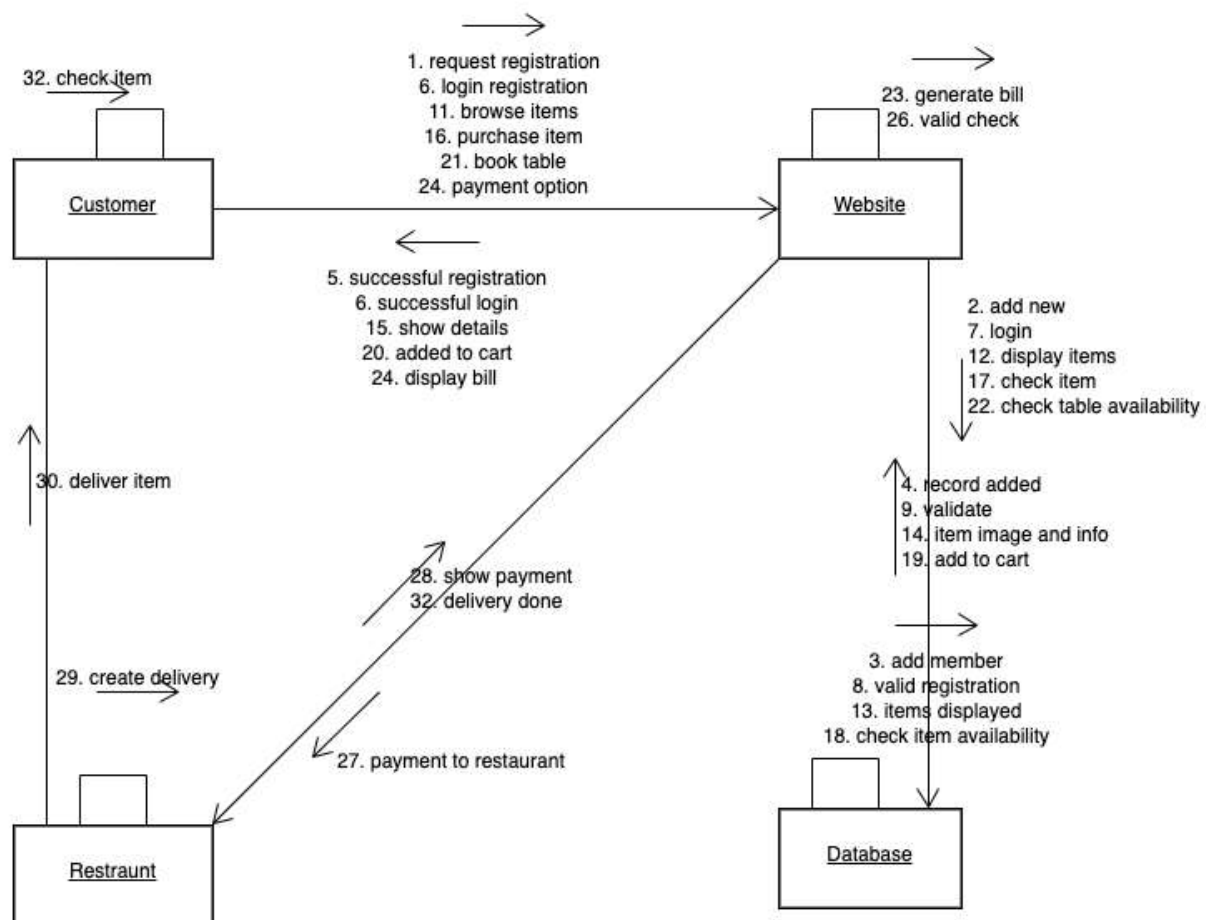 1. request registration
6. login registration
11. browse items
16. purchase item
21. book table
24. payment option
32. check item
23. generate bill
26. valid check
Customer
Website
5. successful registration
6. successful login
15. show details
20. added to cart
24. display bill
2. add new
7. login
12. display items
17. check item
22. check table availability
30. deliver item
4. record added
9. validate
14. item image and info
19. add to cart
28. show payment
32. delivery done
29. create delivery
3. add member
8. valid registration
13. items displayed
18. check item availability
27. payment to restaurant
Restraunt
Database